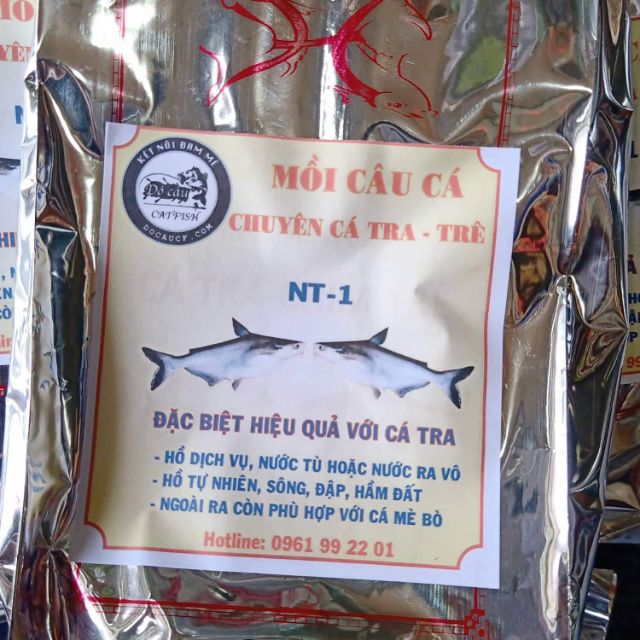 KẾT NỐI ĐAM MÊ
Đồ câu
CATFISH
DOCAUCF.COM
MỒI CÂU CÁ
CHUYÊN CÁ TRA - TRÊ
NT-1
ĐẶC BIỆT HIỆU QUẢ VỚI CÁ TRA
- HỒ DỊCH VỤ, NƯỚC TÙ HOẶC NƯỚC RA VÔ
- HỒ TỰ NHIÊN, SÔNG, ĐẬP, HẦM ĐẤT
- NGOÀI RA CÒN PHÙ HỢP VỚI CÁ MÈ BÒ
Hotline: 0961 99 22 01